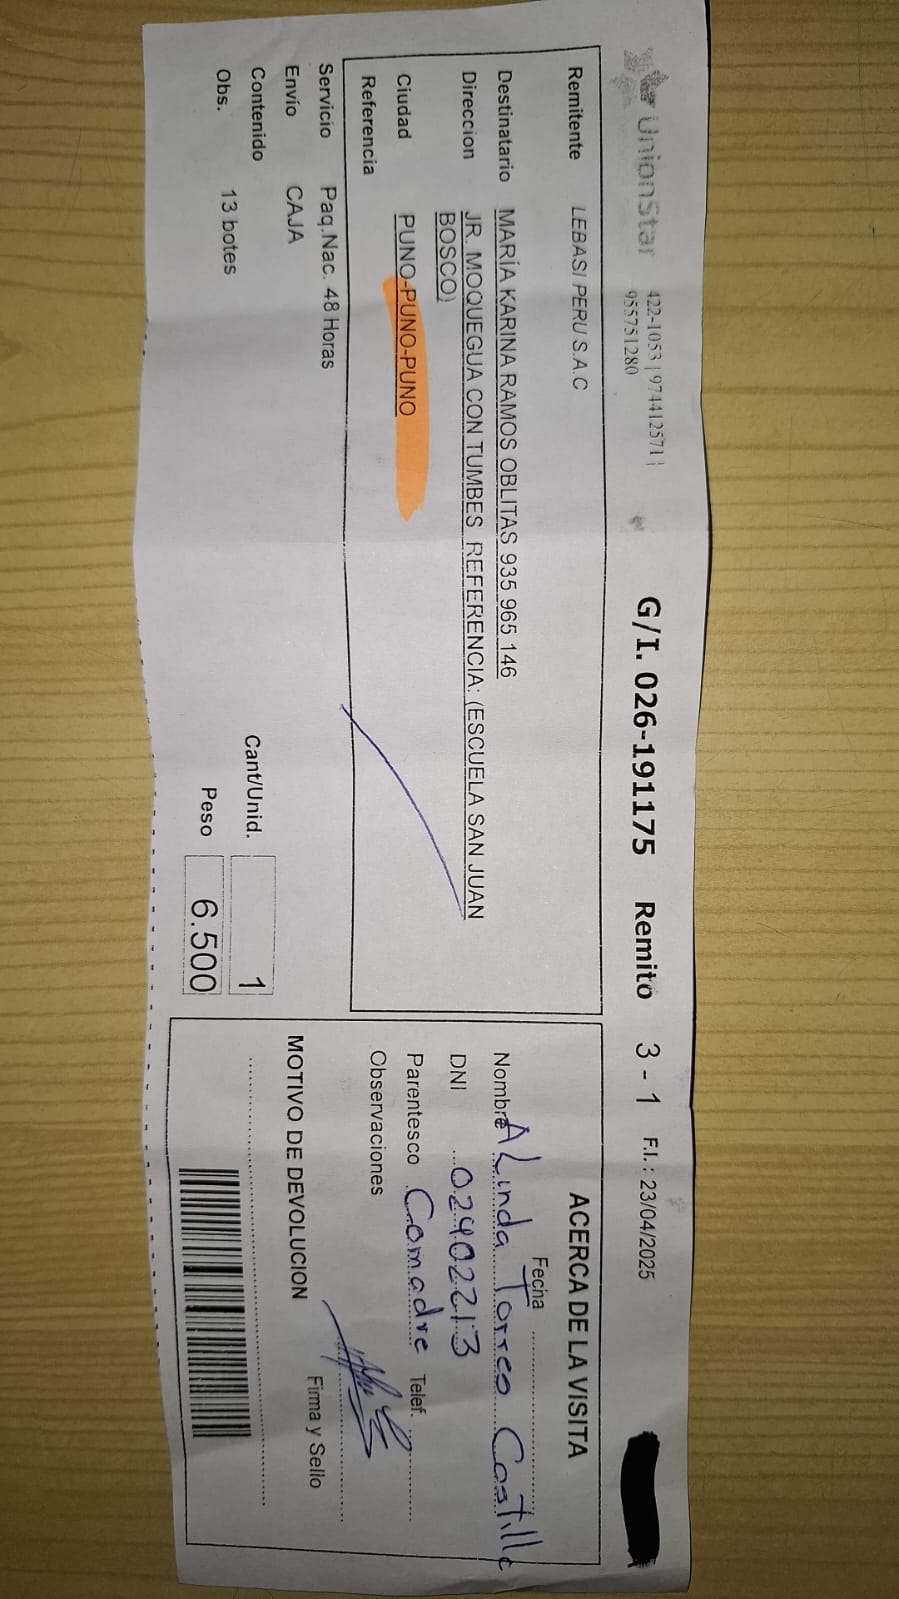 UnionStar
422-1053 | 974412571 |
955751280
G/I. 026-191175 Remito 3 - 1 F.I.: 23/04/2025
Remitente LEBASI PERU S.A.C
Destinatario MARÍA KARINA RAMOS OBLITAS 935 965 146
Direccion JR. MOQUEGUA CON TUMBES REFERENCIA: (ESCUELA SAN JUAN
BOSCO)
Ciudad PUNO-PUNO-PUNO
Referencia
Servicio Paq.Nac. 48 Horas
Envio CAJA
Contenido
Obs. 13 botes
Cant/Unid. 1
Peso 6.500
ACERCA DE LA VISITA
Fecha
Nombre ALinda Torres Castillo
DNI 02402213
Parentesco Comadre Telef.
Observaciones
Firma y Sello
MOTIVO DE DEVOLUCION